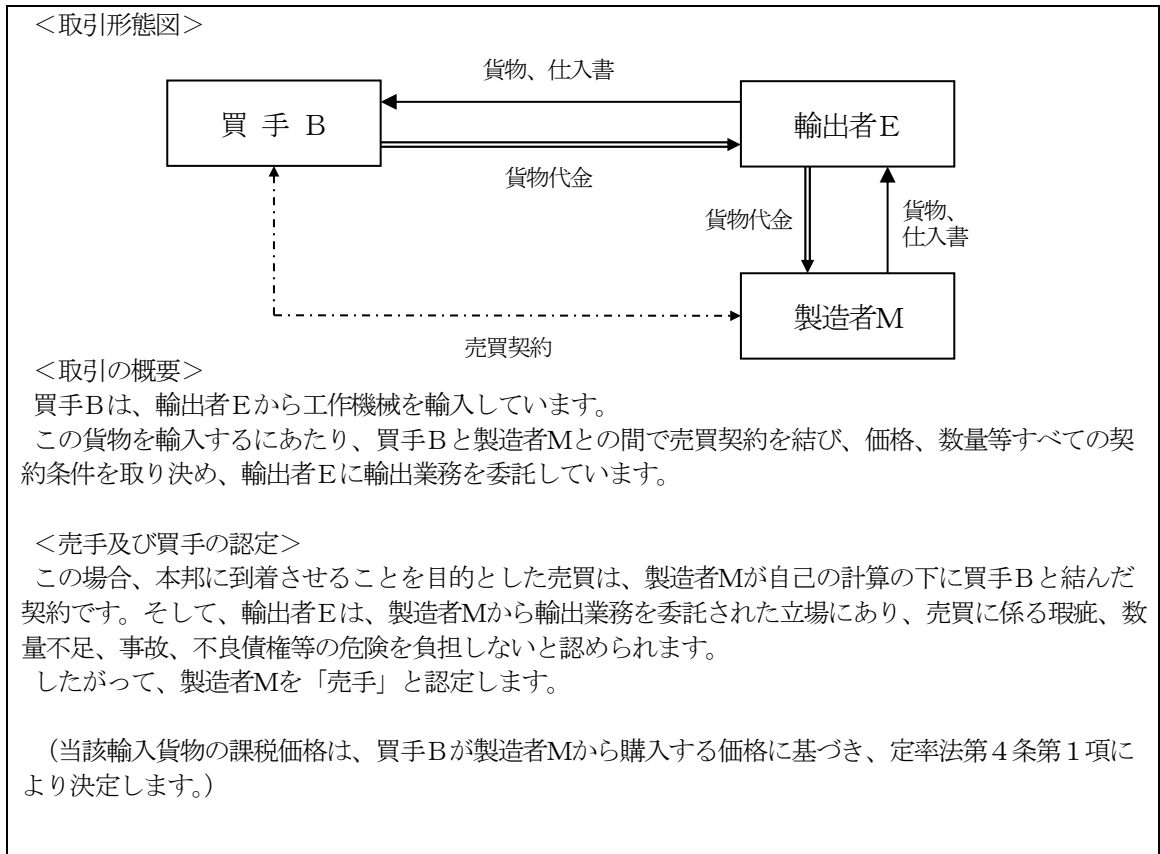 ＜取引形態図＞
貨物、仕入書
買 手 Ｂ
輸出者Ｅ
貨物代金
貨物代金
貨物、
仕入書
製造者Ｍ
売買契約
＜取引の概要＞
買手Ｂは、輸出者Ｅから工作機械を輸入しています。
この貨物を輸入するにあたり、買手Ｂと製造者Ｍとの間で売買契約を結び、価格、数量等すべての契
約条件を取り決め、輸出者Ｅに輸出業務を委託しています。
＜売手及び買手の認定＞
この場合、本邦に到着させることを目的とした売買は、製造者Ｍが自己の計算の下に買手Ｂと結んだ
契約です。そして、輸出者Ｅは、製造者Ｍから輸出業務を委託された立場にあり、売買に係る瑕疵、数
量不足、事故、不良債権等の危険を負担しないと認められます。
したがって、製造者Ｍを「売手」と認定します。
（当該輸入貨物の課税価格は、買手Ｂが製造者Ｍから購入する価格に基づき、定率法第４条第１項に
より決定します。）